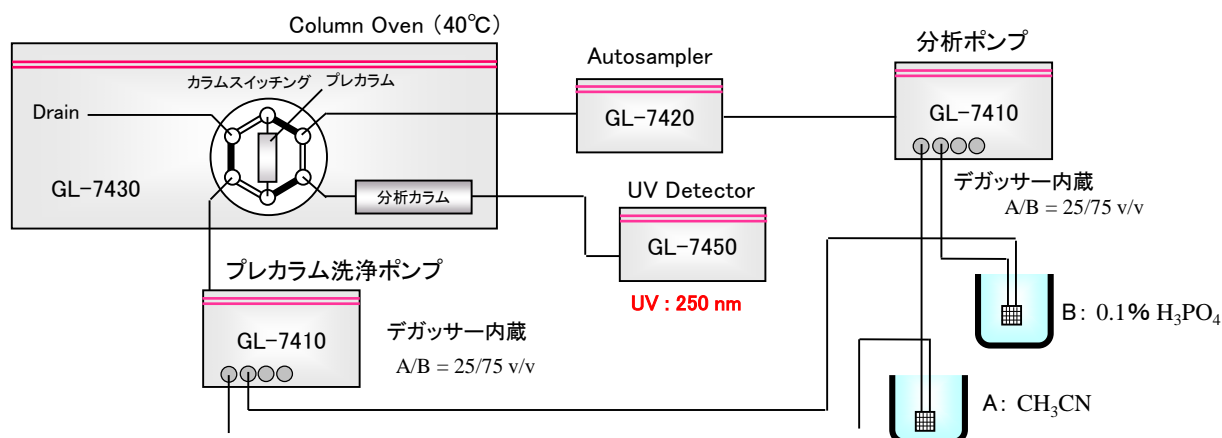 Column Oven (40℃)
カラムスイッチング プレカラム
Drain
GL-7430
分析カラム
Autosampler
GL-7420
分析ポンプ
GL-7410
デガッサー内蔵
A/B = 25/75 v/v
UV Detector
GL-7450
UV : 250 nm
プレカラム洗浄ポンプ
GL-7410
デガッサー内蔵
A/B = 25/75 v/v
B: 0.1% H₃PO₄
A: CH₃CN